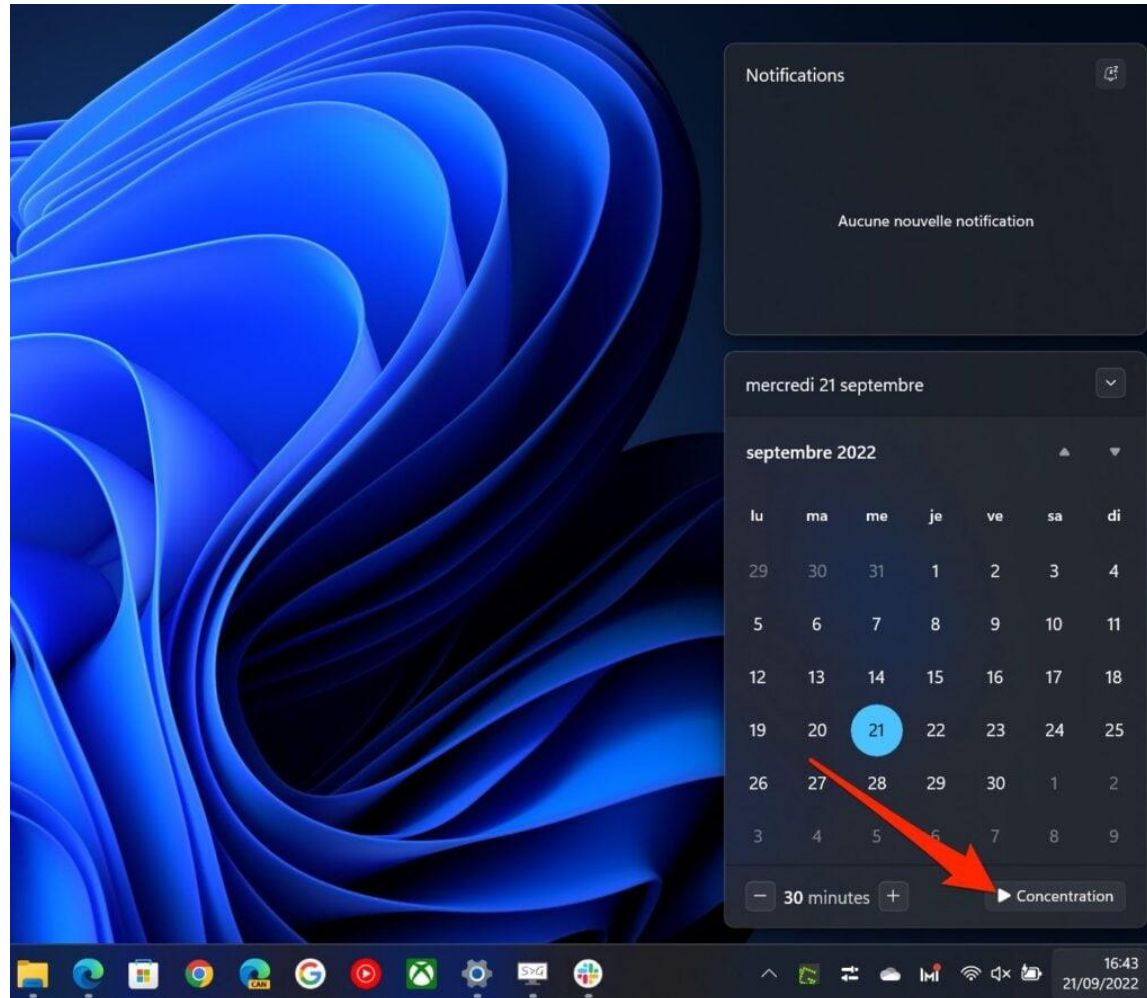 Notifications
Aucune nouvelle notification
mercredi 21 septembre
septembre 2022
lu ma me je ve sa di
29 30 31 1 2 3 4
5 6 7 8 9 10 11
12 13 14 15 16 17 18
19 20 21 22 23 24 25
26 27 28 29 30 1 2
3 4 5 6 7 8 9
30 minutes
Concentration
CAN
S>G
16:43
21/09/2022